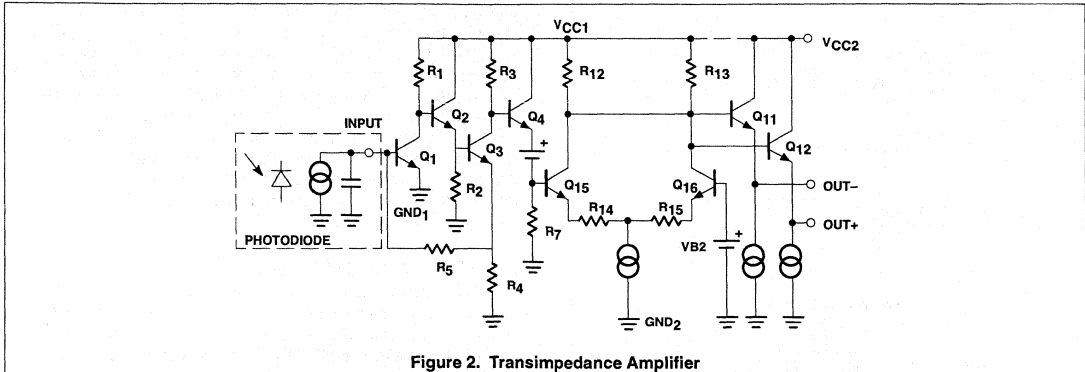 VCC1
VCC2
R1
R3
R12
R13
Q2
Q4
Q11
INPUT
Q1
Q3
Q12
R2
Q15
Q16
GND1
R14
R15
OUT–
R7
VB2
OUT+
PHOTODIODE
R5
R4
GND2
+
+
Figure 2. Transimpedance Amplifier